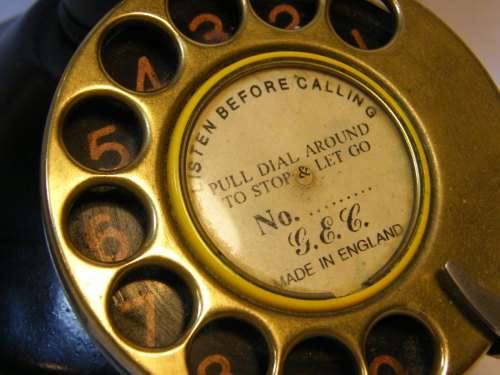 LISTEN BEFORE CALLING
PULL DIAL AROUND
TO STOP & LET GO
No. ..........
G.E.C.
MADE IN ENGLAND
1
2
3
4
5
6
7
8
0